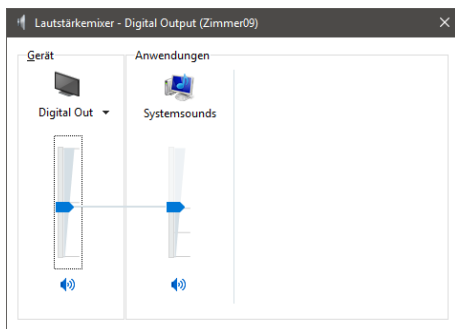 Lautstärkemixer - Digital Output (Zimmer09)
Gerät
Anwendungen
Digital Out
Systemsounds